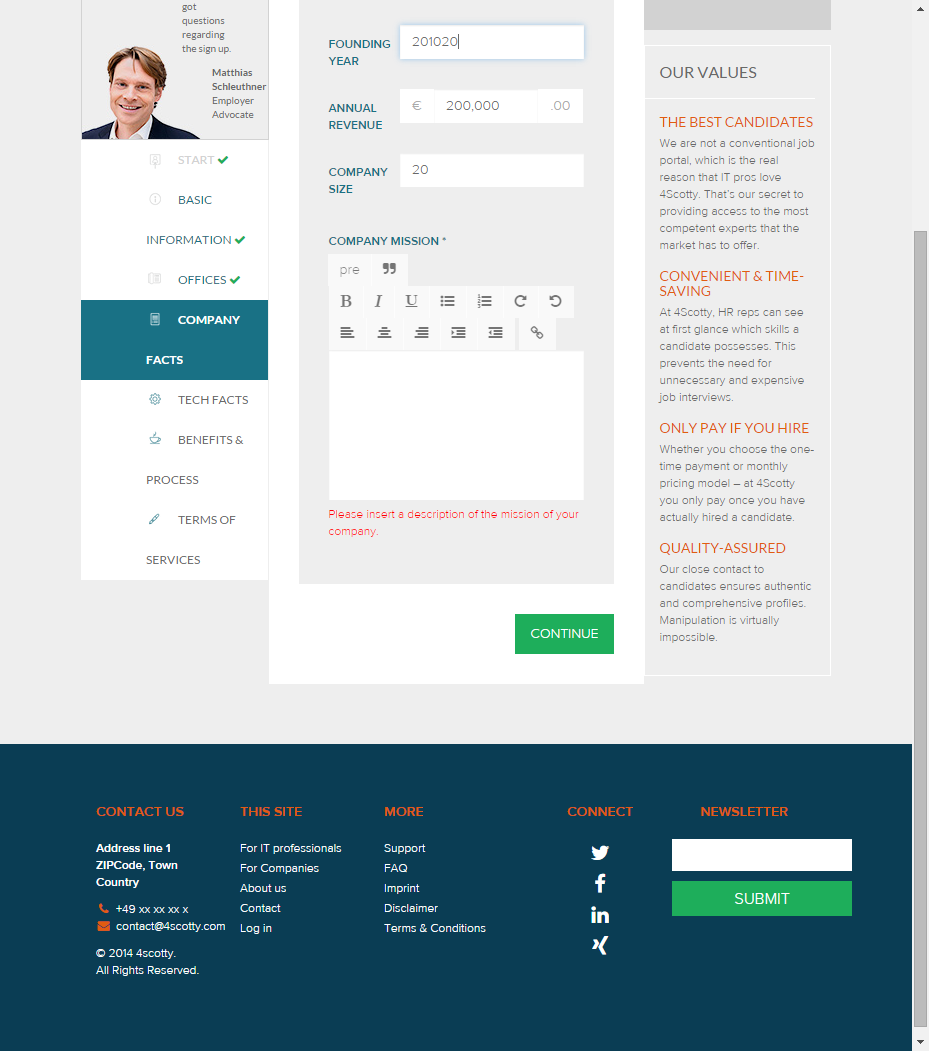 got
questions
regarding
the sign up.
Matthias
Schleuthner
Employer
Advocate
START
BASIC
INFORMATION
OFFICES
COMPANY
FACTS
TECH FACTS
BENEFITS &
PROCESS
TERMS OF
SERVICES
FOUNDING
YEAR
201020
ANNUAL
REVENUE
€ 200,000 .00
COMPANY
SIZE
20
COMPANY MISSION *
pre
B I U
Please insert a description of the mission of your
company.
CONTINUE
OUR VALUES
THE BEST CANDIDATES
We are not a conventional job
portal, which is the real
reason that IT pros love
4Scotty. That's our secret to
providing access to the most
competent experts that the
market has to offer.
CONVENIENT & TIME-
SAVING
At 4Scotty, HR reps can see
at first glance which skills a
candidate possesses. This
prevents the need for
unnecessary and expensive
job interviews.
ONLY PAY IF YOU HIRE
Whether you choose the one-
time payment or monthly
pricing model – at 4Scotty
you only pay once you have
actually hired a candidate.
QUALITY-ASSURED
Our close contact to
candidates ensures authentic
and comprehensive profiles.
Manipulation is virtually
impossible.
CONTACT US
Address line 1
ZIPCode, Town
Country
+49 xx xx xx x
contact@4scotty.com
© 2014 4scotty.
All Rights Reserved.
THIS SITE
For IT professionals
For Companies
About us
Contact
Log in
MORE
Support
FAQ
Imprint
Disclaimer
Terms & Conditions
CONNECT
NEWSLETTER
SUBMIT